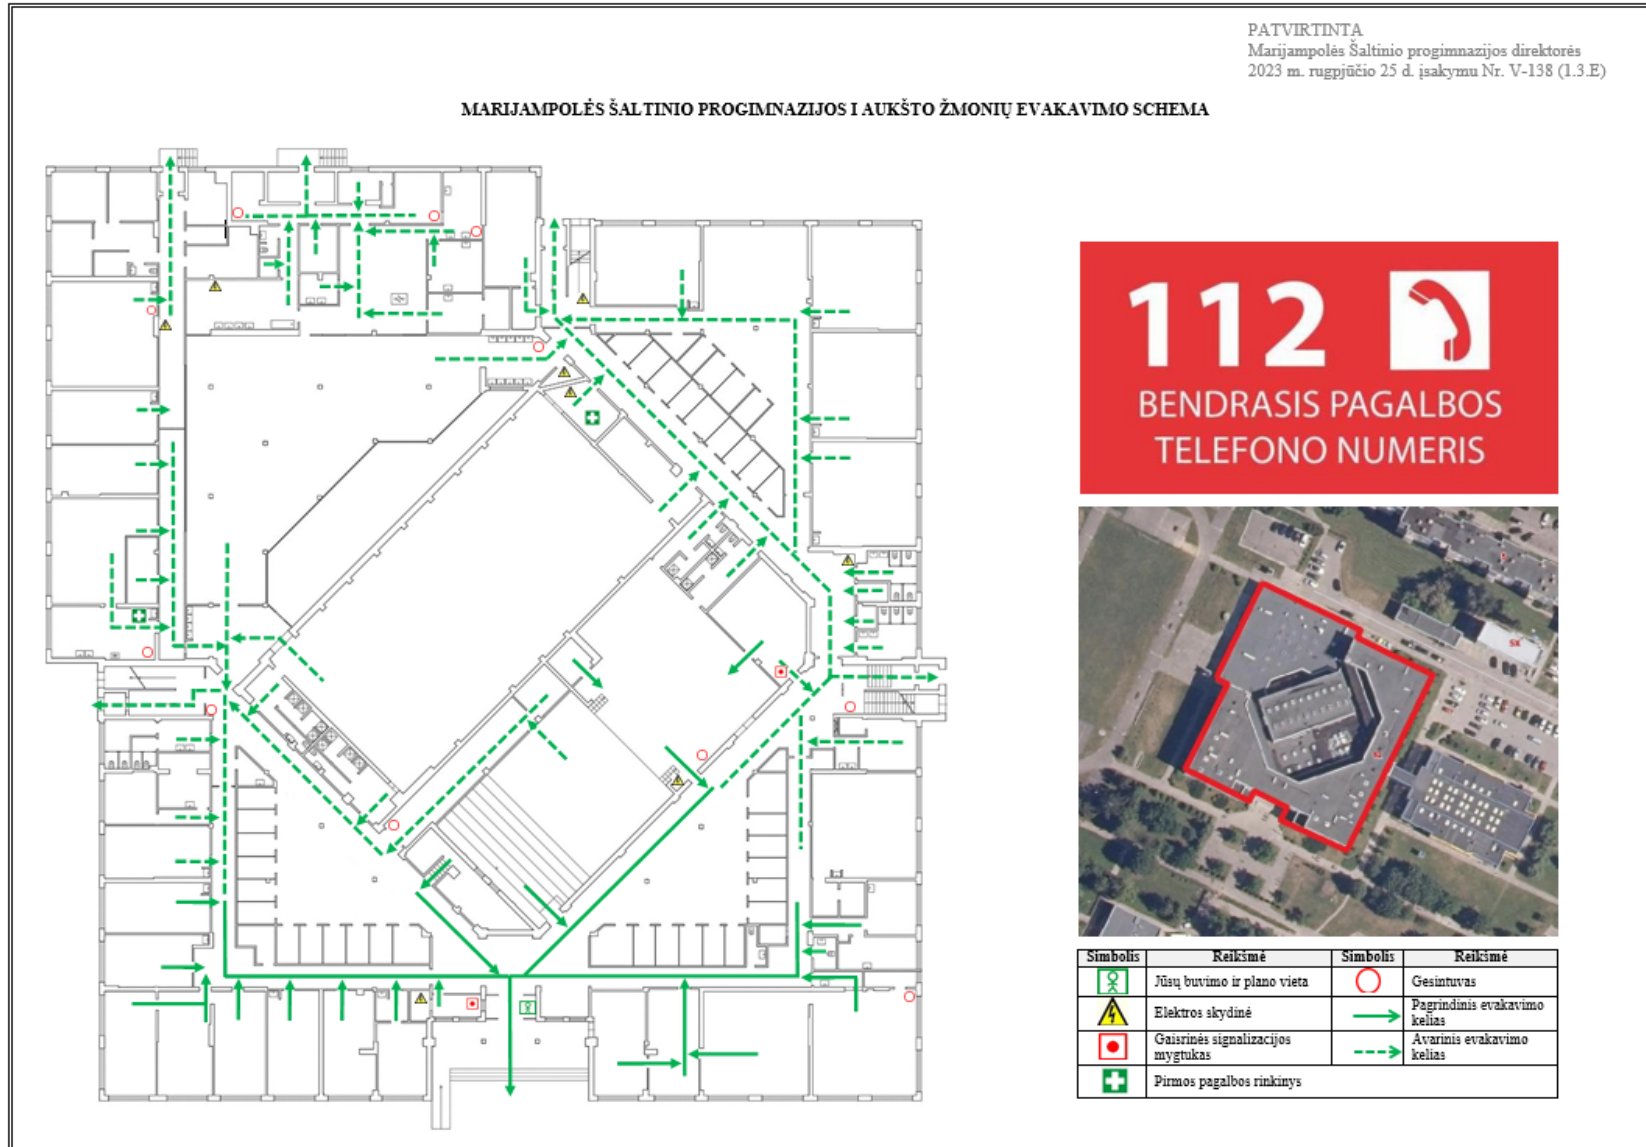 PATVIRTINTA
Marijampolės Šaltinio progimnazijos direktorės
2023 m. rugpjūčio 25 d. įsakymu Nr. V-138 (1.3.E)
MARIJAMPOLĖS ŠALTINIO PROGIMNAZIJOS I AUKŠTO ŽMONIŲ EVAKAVIMO SCHEMA
112
BENDRASIS PAGALBOS
TELEFONO NUMERIS
Simbolis Reikšmė Simbolis Reikšmė
Jūsų buvimo ir plano vieta Gesintuvas
Elektros skydinė Pagrindinis evakavimo
kelias
Gaisrinės signalizacijos
mygtukas
Avarinis evakavimo
kelias
Pirmos pagalbos rinkinys